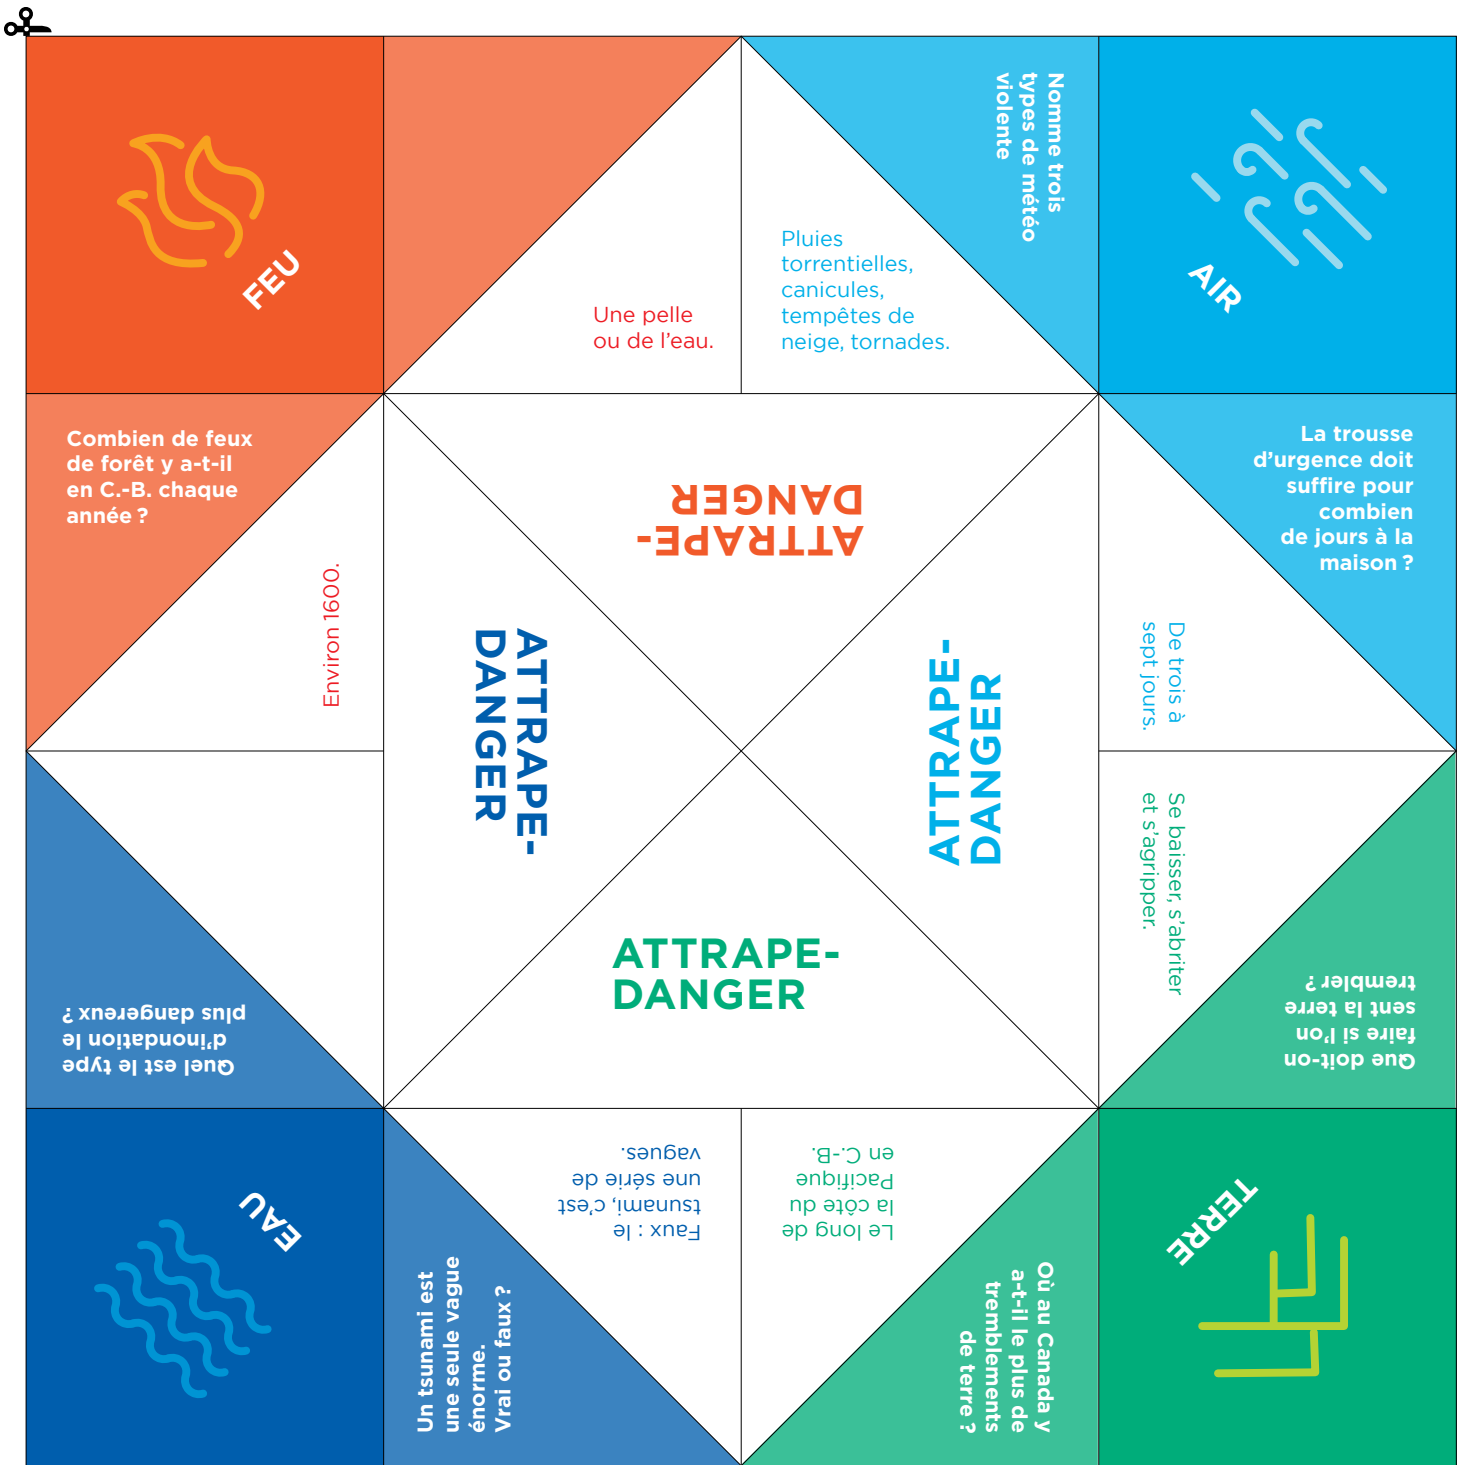 FEU
Nomme trois
types de météo
violente
AIR
Une pelle
ou de l'eau.
Pluies
torrentielles,
canicules,
tempêtes de
neige, tornades.
Combien de feux
de forêt y a-t-il
en C.-B. chaque
année ?
Environ 1600.
ATTRAPE-
DANGER
La trousse
d'urgence doit
suffire pour
combien
de jours à la
maison ?
De trois à
sept jours.
ATTRAPE-
DANGER
ATTRAPE-
DANGER
ATTRAPE-
DANGER
Se baisser, s'abriter
et s'agripper.
Que doit-on
faire si l'on
sent la terre
trembler ?
Quel est le type
d'inondation le
plus dangereux ?
EAU
Un tsunami est
une seule vague
énorme.
Vrai ou faux ?
Faux : le
tsunami, c'est
une série de
vagues.
Le long de
la côte du
Pacifique
en C.-B.
Où au Canada y
a-t-il le plus de
tremblements
de terre ?
TERRE